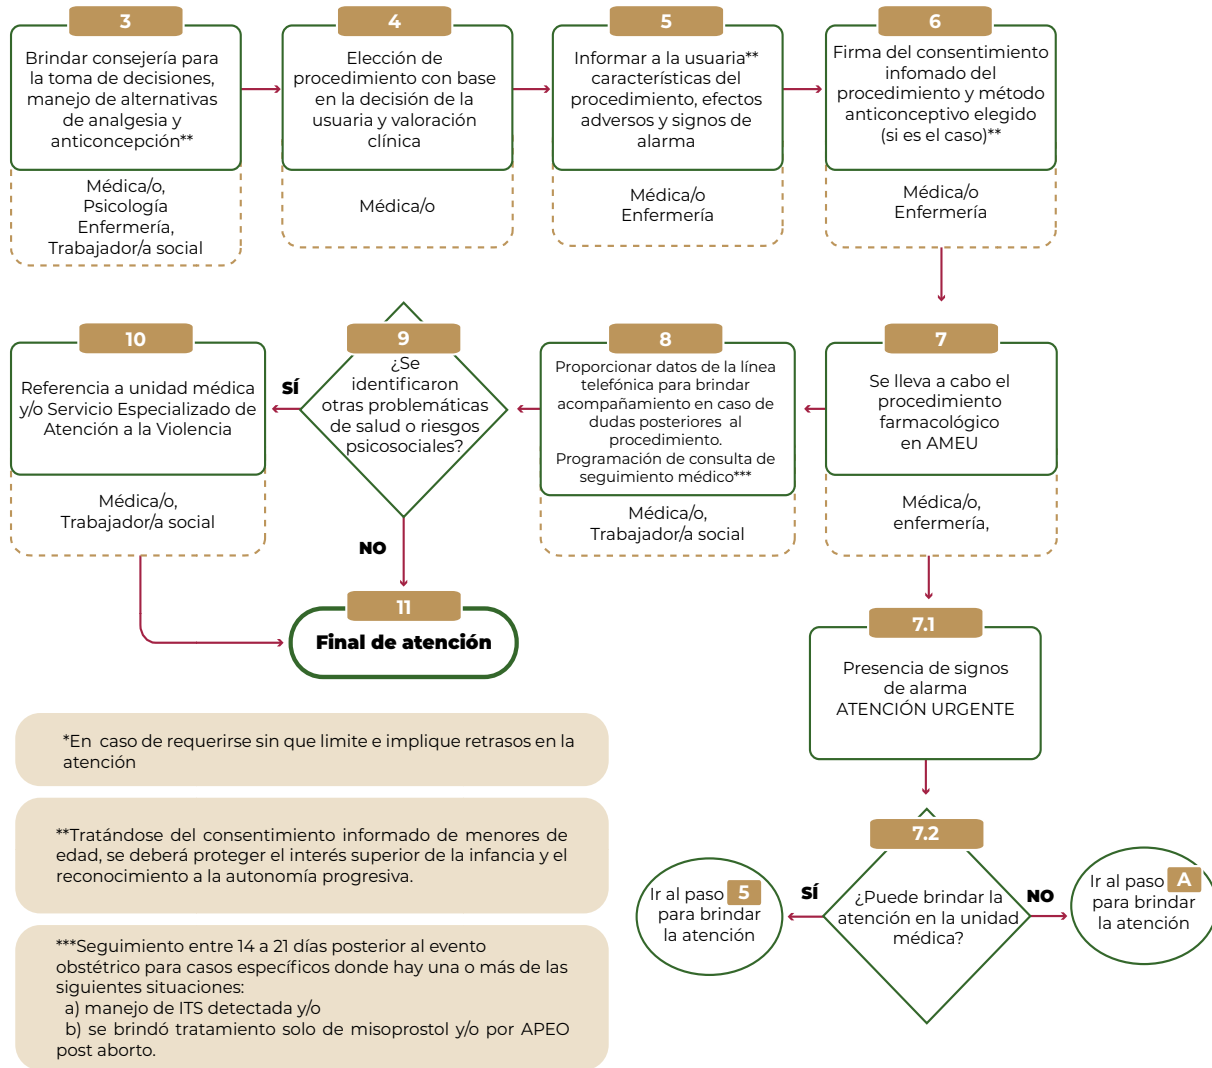 3
Brindar consejería para
la toma de decisiones,
manejo de alternativas
de analgesia y
anticoncepción**
Médica/o,
Psicología
Enfermería,
Trabajador/a social
4
Elección de
procedimiento con base
en la decisión de la
usuaria y valoración
clínica
Médica/o
5
Informar a la usuaria**
características del
procedimiento, efectos
adversos y signos de
alarma
Médica/o
Enfermería
6
Firma del consentimiento
infomado del
procedimiento y método
anticonceptivo elegido
(si es el caso)**
Médica/o
Enfermería
7
Se lleva a cabo el
procedimiento
farmacológico
en AMEU
Médica/o,
enfermería,
8
Proporcionar datos de la línea
telefónica para brindar
acompañamiento en caso de
dudas posteriores al
procedimiento.
Programación de consulta de
seguimiento médico***
Médica/o,
Trabajador/a social
9
¿Se
identificaron
otras problemáticas
de salud o riesgos
psicosociales?
SÍ
NO
10
Referencia a unidad médica
y/o Servicio Especializado de
Atención a la Violencia
Médica/o,
Trabajador/a social
11
Final de atención
7.1
Presencia de signos
de alarma
ATENCIÓN URGENTE
7.2
¿Puede brindar la
atención en la unidad
médica?
SÍ
Ir al paso 5
para brindar
la atención
NO
Ir al paso A
para brindar
la atención
*En caso de requerirse sin que limite e implique retrasos en la
atención
**Tratándose del consentimiento informado de menores de
edad, se deberá proteger el interés superior de la infancia y el
reconocimiento a la autonomía progresiva.
***Seguimiento entre 14 a 21 días posterior al evento
obstétrico para casos específicos donde hay una o más de las
siguientes situaciones:
a) manejo de ITS detectada y/o
b) se brindó tratamiento solo de misoprostol y/o por APEO
post aborto.